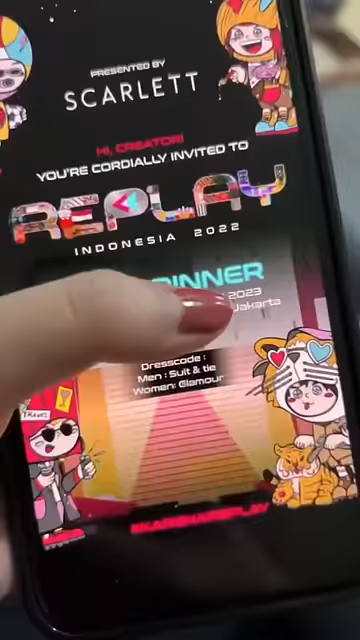 PRESENTED BY
SCARLETT
HI, CREATOR!
YOU'RE CORDIALLY INVITED TO
REPLAY
INDONESIA 2022
DINNER
2023
Jakarta
Dresscode :
Men : Suit & tie
Women: Glamour
TRAVEL